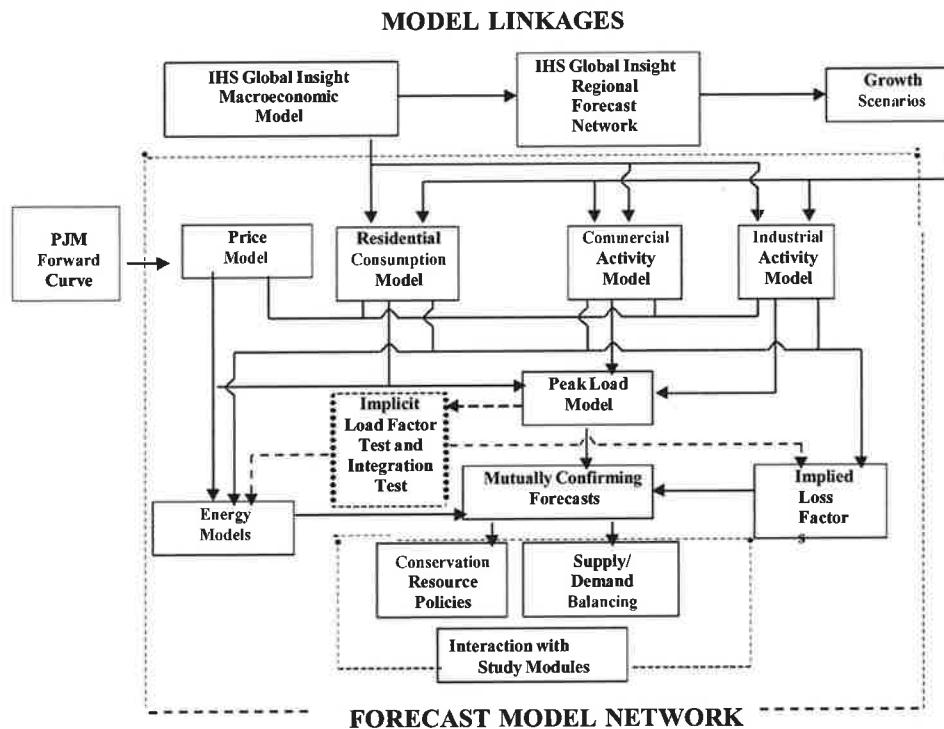 MODEL LINKAGES
IHS Global Insight
Macroeconomic
Model
IHS Global Insight
Regional
Forecast
Network
Growth
Scenarios
PJM
Forward
Curve
Price
Model
Residential
Consumption
Model
Commercial
Activity
Model
Industrial
Activity
Model
Peak Load
Model
Implicit
Load Factor
Test and
Integration
Test
Mutually Confirming
Forecasts
Implied
Loss
Factor
s
Energy
Models
Conservation
Resource
Policies
Supply/
Demand
Balancing
Interaction with
Study Modules
FORECAST MODEL NETWORK